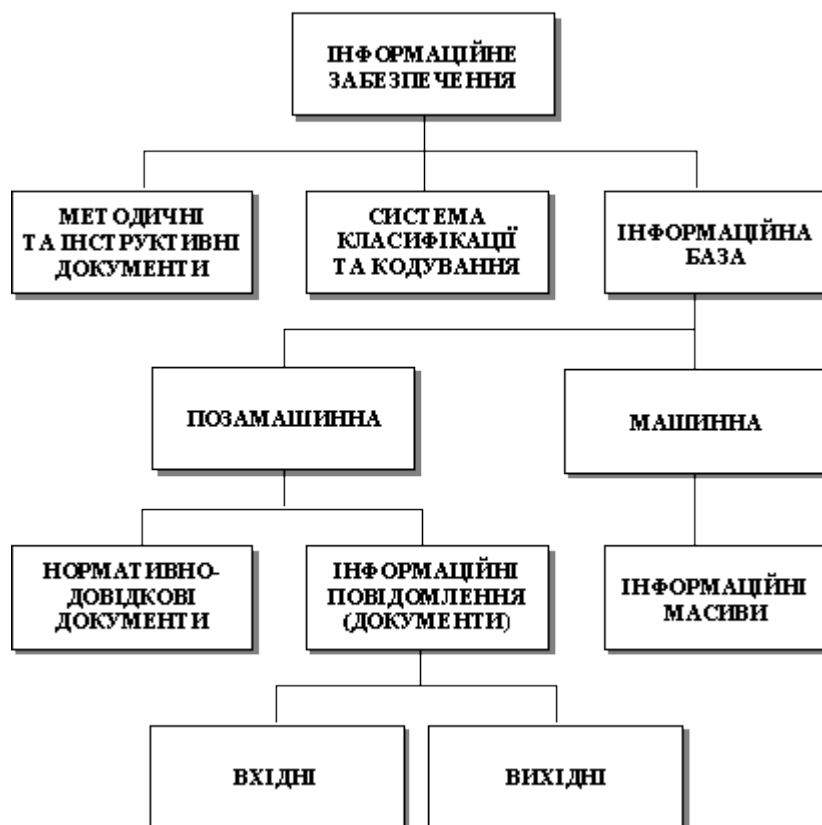 ІНФОРМАЦІЙНЕ
ЗАБЕЗПЕЧЕННЯ
МЕТОДИЧНІ
ТА ІНСТРУКТИВНІ
ДОКУМЕНТИ
СИСТЕМА
КЛАСИФІКАЦІЇ
ТА КОДУВАННЯ
ІНФОРМАЦІЙНА
БАЗА
ПОЗАМАШИННА
МАШИННА
НОРМАТИВНО-
ДОВІДКОВІ
ДОКУМЕНТИ
ІНФОРМАЦІЙНІ
ПОВІДОМЛЕННЯ
(ДОКУМЕНТИ)
ІНФОРМАЦІЙНІ
МАСИВИ
ВХІДНІ
ВИХІДНІ